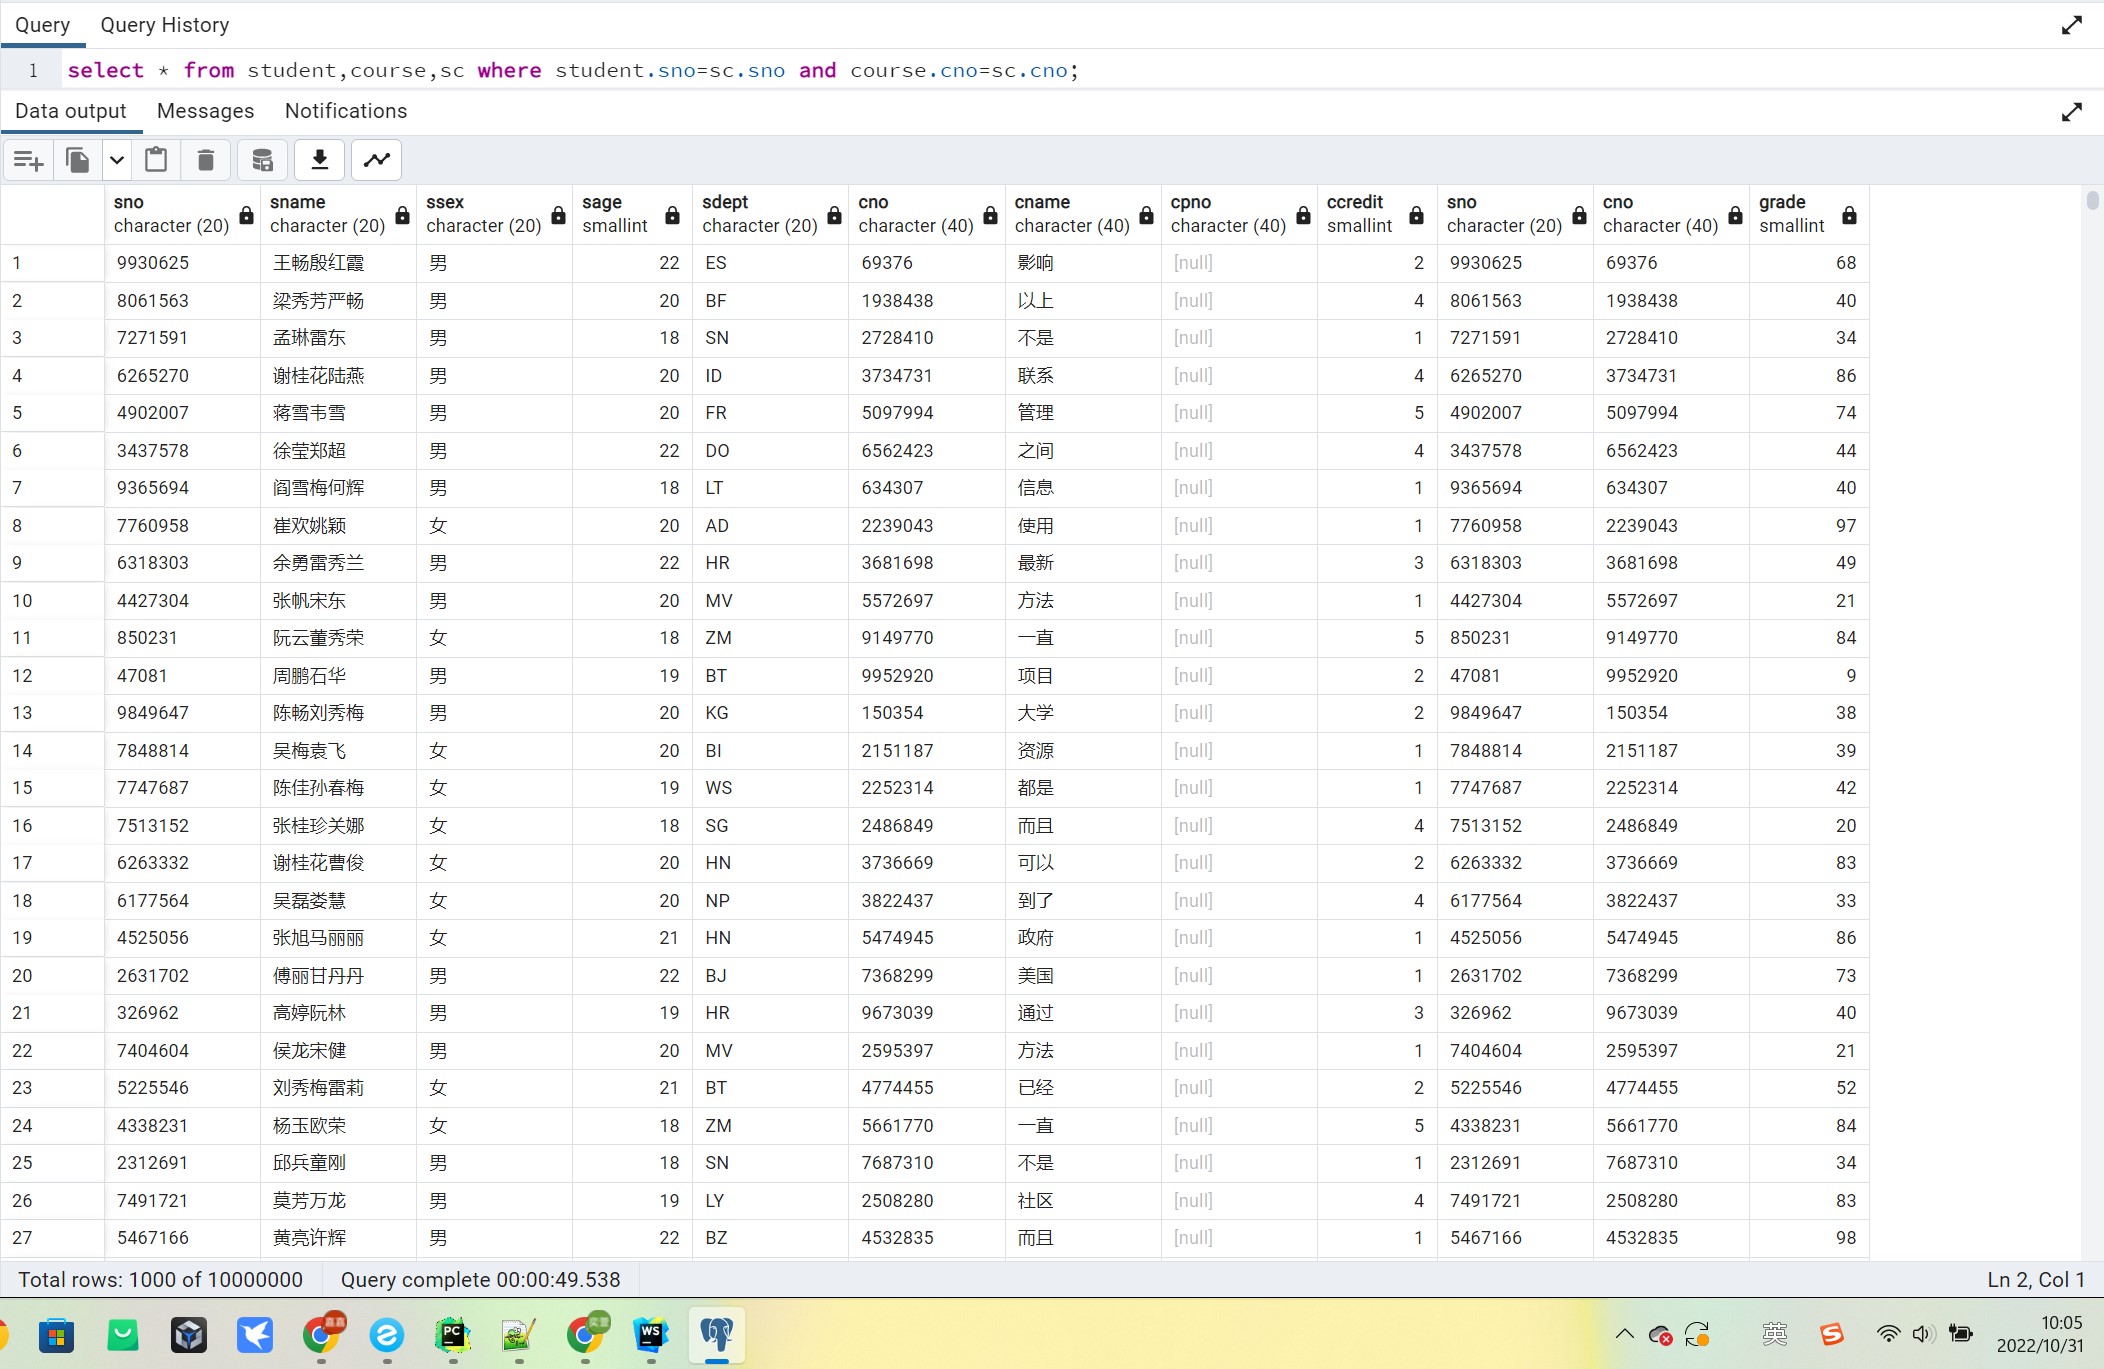 Query Query History
1 select * from student,course,sc where student.sno=sc.sno and course.cno=sc.cno;
Data output Messages Notifications
sno sname ssex sage sdept cno cname cpno ccredit sno cno grade
character (20) character (20) character (20) smallint character (20) character (40) character (40) character (40) smallint character (20) character (40) smallint
1 9930625 王畅殷红霞 男 22 ES 69376 影响 [null] 2 9930625 69376 68
2 8061563 梁秀芳严畅 男 20 BF 1938438 以上 [null] 4 8061563 1938438 40
3 7271591 孟琳雷东 男 18 SN 2728410 不是 [null] 1 7271591 2728410 34
4 6265270 谢桂花陆燕 男 20 ID 3734731 联系 [null] 4 6265270 3734731 86
5 4902007 蒋雪韦雪 男 20 FR 5097994 管理 [null] 5 4902007 5097994 74
6 3437578 徐莹郑超 男 22 DO 6562423 之间 [null] 4 3437578 6562423 44
7 9365694 阎雪梅何辉 男 18 LT 634307 信息 [null] 1 9365694 634307 40
8 7760958 崔欢姚颖 女 20 AD 2239043 使用 [null] 1 7760958 2239043 97
9 6318303 余勇雷秀兰 男 22 HR 3681698 最新 [null] 3 6318303 3681698 49
10 4427304 张帆宋东 男 20 MV 5572697 方法 [null] 1 4427304 5572697 21
11 850231 阮云董秀荣 女 18 ZM 9149770 一直 [null] 5 850231 9149770 84
12 47081 周鹏石华 男 19 BT 9952920 项目 [null] 2 47081 9952920 9
13 9849647 陈畅刘秀梅 男 20 KG 150354 大学 [null] 2 9849647 150354 38
14 7848814 吴梅袁飞 女 20 BI 2151187 资源 [null] 1 7848814 2151187 39
15 7747687 陈佳孙春梅 女 19 WS 2252314 都是 [null] 1 7747687 2252314 42
16 7513152 张桂珍关娜 女 18 SG 2486849 而且 [null] 4 7513152 2486849 20
17 6263332 谢桂花曹俊 女 20 HN 3736669 可以 [null] 2 6263332 3736669 83
18 6177564 吴磊娄慧 女 20 NP 3822437 到了 [null] 4 6177564 3822437 33
19 4525056 张旭马丽丽 女 21 HN 5474945 政府 [null] 1 4525056 5474945 86
20 2631702 傅丽甘丹丹 男 22 BJ 7368299 美国 [null] 1 2631702 7368299 73
21 326962 高婷阮林 男 19 HR 9673039 通过 [null] 3 326962 9673039 40
22 7404604 侯龙宋健 男 20 MV 2595397 方法 [null] 1 7404604 2595397 21
23 5225546 刘秀梅雷莉 女 21 BT 4774455 已经 [null] 2 5225546 4774455 52
24 4338231 杨玉欧荣 女 18 ZM 5661770 一直 [null] 5 4338231 5661770 84
25 2312691 邱兵童刚 男 18 SN 7687310 不是 [null] 1 2312691 7687310 34
26 7491721 莫芳万龙 男 19 LY 2508280 社区 [null] 4 7491721 2508280 83
27 5467166 黄亮许辉 男 22 BZ 4532835 而且 [null] 1 5467166 4532835 98
Total rows: 1000 of 10000000 Query complete 00:00:49.538 Ln 2, Col 1
嘉嘉 PC WS 英 10:05
2022/10/31